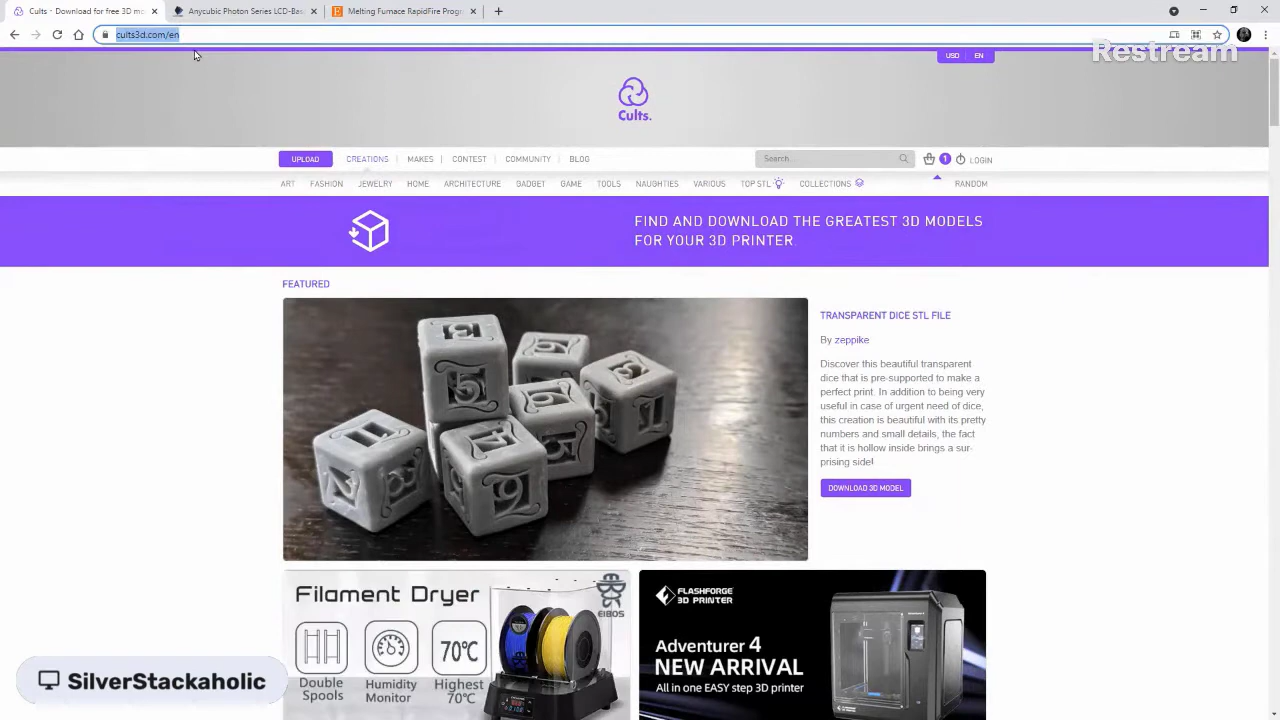 Cults - Download for free 3D mo
Anycubic Photon Series LCD-Bas
Melting Furnace RapidFire Prog
cults3d.com/en
Restream
USD EN
Cults.
UPLOAD CREATIONS MAKES CONTEST COMMUNITY BLOG
Search...
1 LOGIN
ART FASHION JEWELRY HOME ARCHITECTURE GADGET GAME TOOLS NAUGHTIES VARIOUS TOP STL COLLECTIONS RANDOM
FIND AND DOWNLOAD THE GREATEST 3D MODELS
FOR YOUR 3D PRINTER.
FEATURED
TRANSPARENT DICE STL FILE
By zeppike
Discover this beautiful transparent
dice that is pre-supported to make a
perfect print. In addition to being very
useful in case of urgent need of dice,
this creation is beautiful with its pretty
numbers and small details, the fact
that it is hollow inside brings a sur-
prising side!
DOWNLOAD 3D MODEL
Filament Dryer
EIBOS
70℃
Double
Spools
Humidity
Monitor
Highest
70℃
FLASHFORGE
3D PRINTER
Adventurer 4
NEW ARRIVAL
All in one EASY step 3D printer
SilverStackaholic